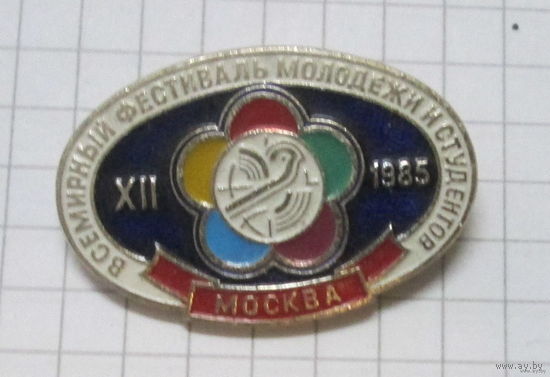 ВСЕМИРНЫЙ ФЕСТИВАЛЬ МОЛОДЕЖИ И СТУДЕНТОВ
XII 1985
МОСКВА
www.ay.by